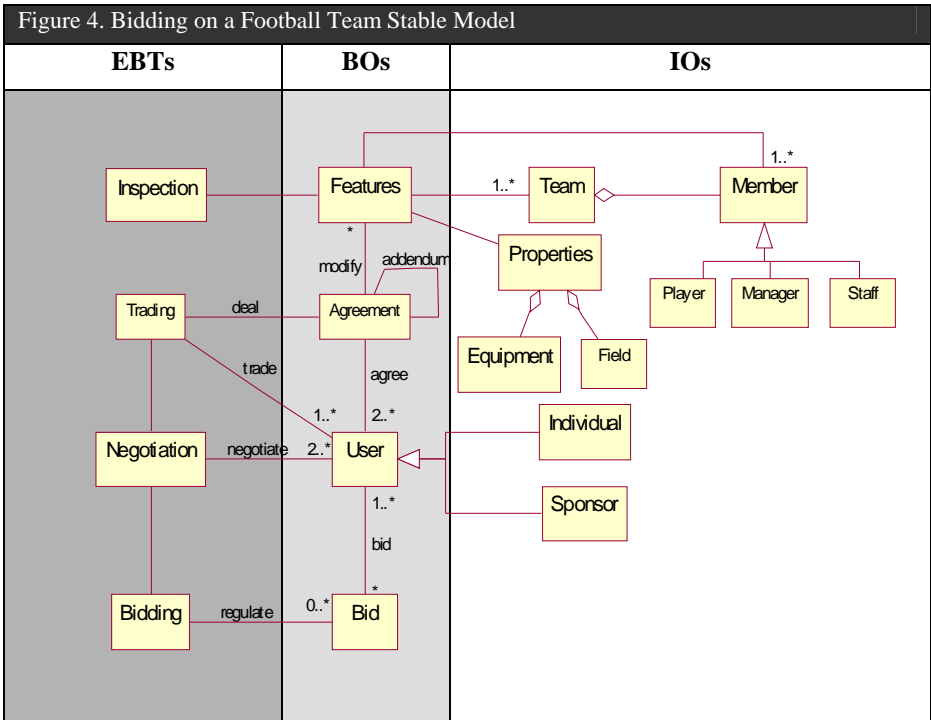 Figure 4. Bidding on a Football Team Stable Model
EBTs BOs IOs
1..*
Inspection Features 1..* Team Member
* Properties
modify addendum
Player Manager Staff
Trading deal Agreement
Equipment Field
trade agree
1..* 2..* Individual
Negotiation negotiate 2..* User
Sponsor
1..*
bid
*
Bidding regulate 0..* Bid